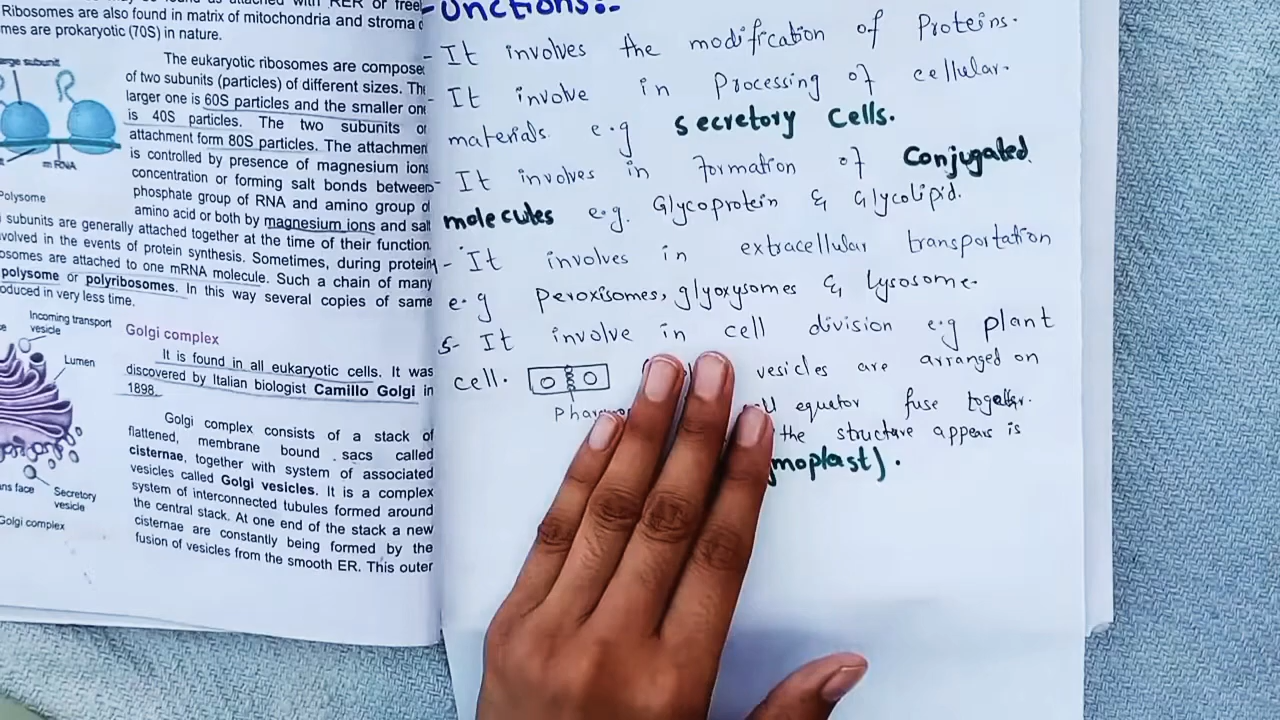 with RER or free
Ribosomes are also found in matrix of mitochondria and stroma
mes are prokaryotic (70S) in nature.
subunit
mRNA
Polysome
The eukaryotic ribosomes are compose
of two subunits (particles) of different sizes. The
larger one is 60S particles and the smaller one
is 40S particles. The two subunits or
attachment form 80S particles. The attachmen
is controlled by presence of magnesium ions
concentration or forming salt bonds between
phosphate group of RNA and amino group o
amino acid or both by magnesium ions and sal
subunits are generally attached together at the time of their function.
volved in the events of protein synthesis. Sometimes, during protein
osomes are attached to one mRNA molecule. Such a chain of many
polysome or polyribosomes. In this way several copies of same
oduced in very less time.
Incoming transport
vesicle
Lumen
ns face
Secretory
vesicle
Golgi complex
Golgi complex
It is found in all eukaryotic cells. It was
discovered by Italian biologist Camillo Golgi in
1898.
Golgi complex consists of a stack of
flattened, membrane bound sacs called
cisternae, together with system of associated
vesicles called Golgi vesicles. It is a complex
system of interconnected tubules formed around
the central stack. At one end of the stack a new
cisternae are constantly being formed by the
fusion of vesicles from the smooth ER. This outer
unctions:-
- It involves the modification of Proteins.
- It involve in Processing of cellular.
materials e.g secretory Cells.
- It involves in formation of Conjugated
molecules e.g. Glycoprotein & Glycolipid.
- It involves in extracellular transportation
e.g Peroxisomes, glyoxysomes & lysosome.
5- It involve in cell division e.g plant
cell.
vesicles are arranged on
equator fuse together.
the structure appears is
moplast).